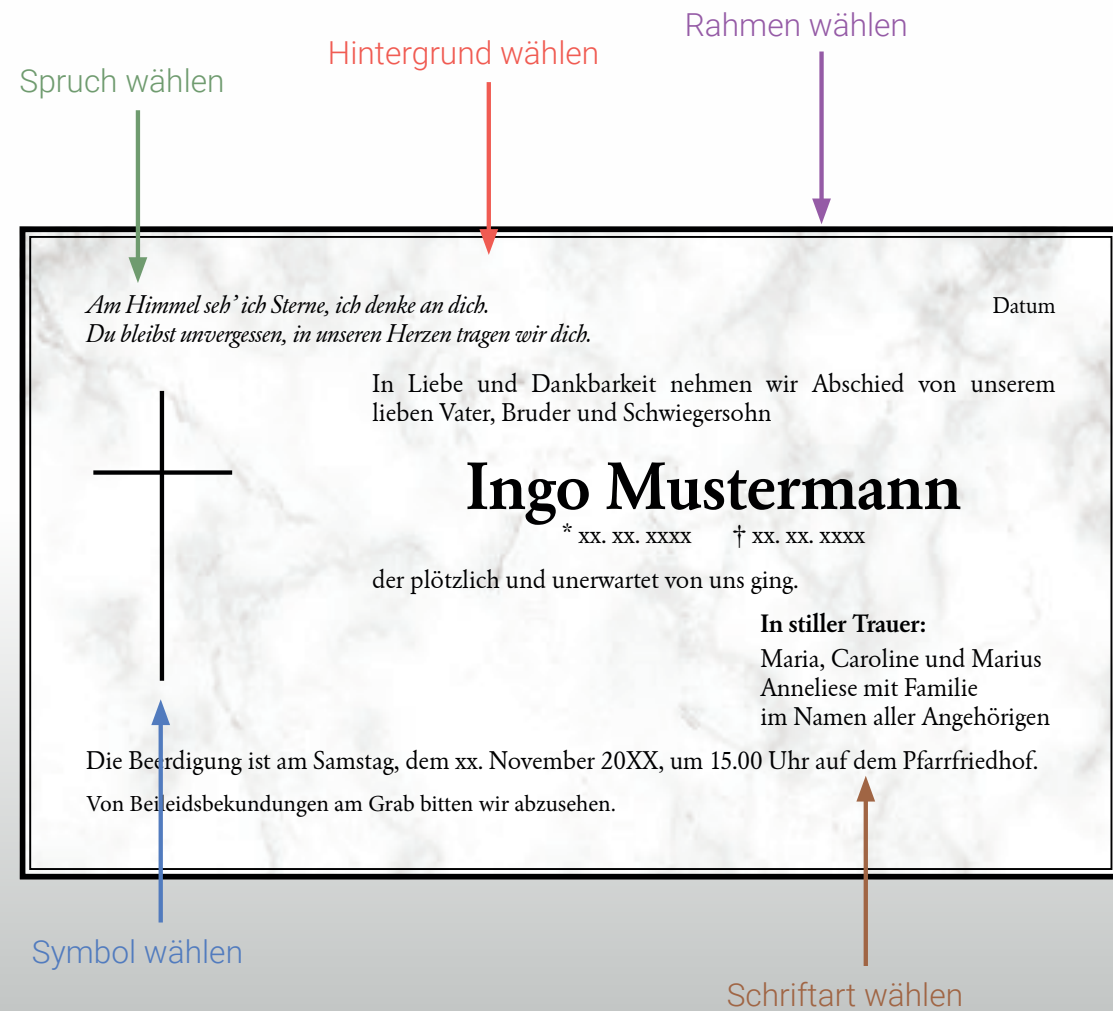 Rahmen wählen
Hintergrund wählen
Spruch wählen
Am Himmel seh’ ich Sterne, ich denke an dich.
Datum
Du bleibst unvergessen, in unseren Herzen tragen wir dich.
In Liebe und Dankbarkeit nehmen wir Abschied von unserem
lieben Vater, Bruder und Schwiegersohn
Ingo Mustermann
* xx. xx. xxxx † xx. xx. xxxx
der plötzlich und unerwartet von uns ging.
In stiller Trauer:
Maria, Caroline und Marius
Anneliese mit Familie
im Namen aller Angehörigen
Die Beerdigung ist am Samstag, dem xx. November 20XX, um 15.00 Uhr auf dem Pfarrfriedhof.
Von Beileidsbekundungen am Grab bitten wir abzusehen.
Symbol wählen
Schriftart wählen